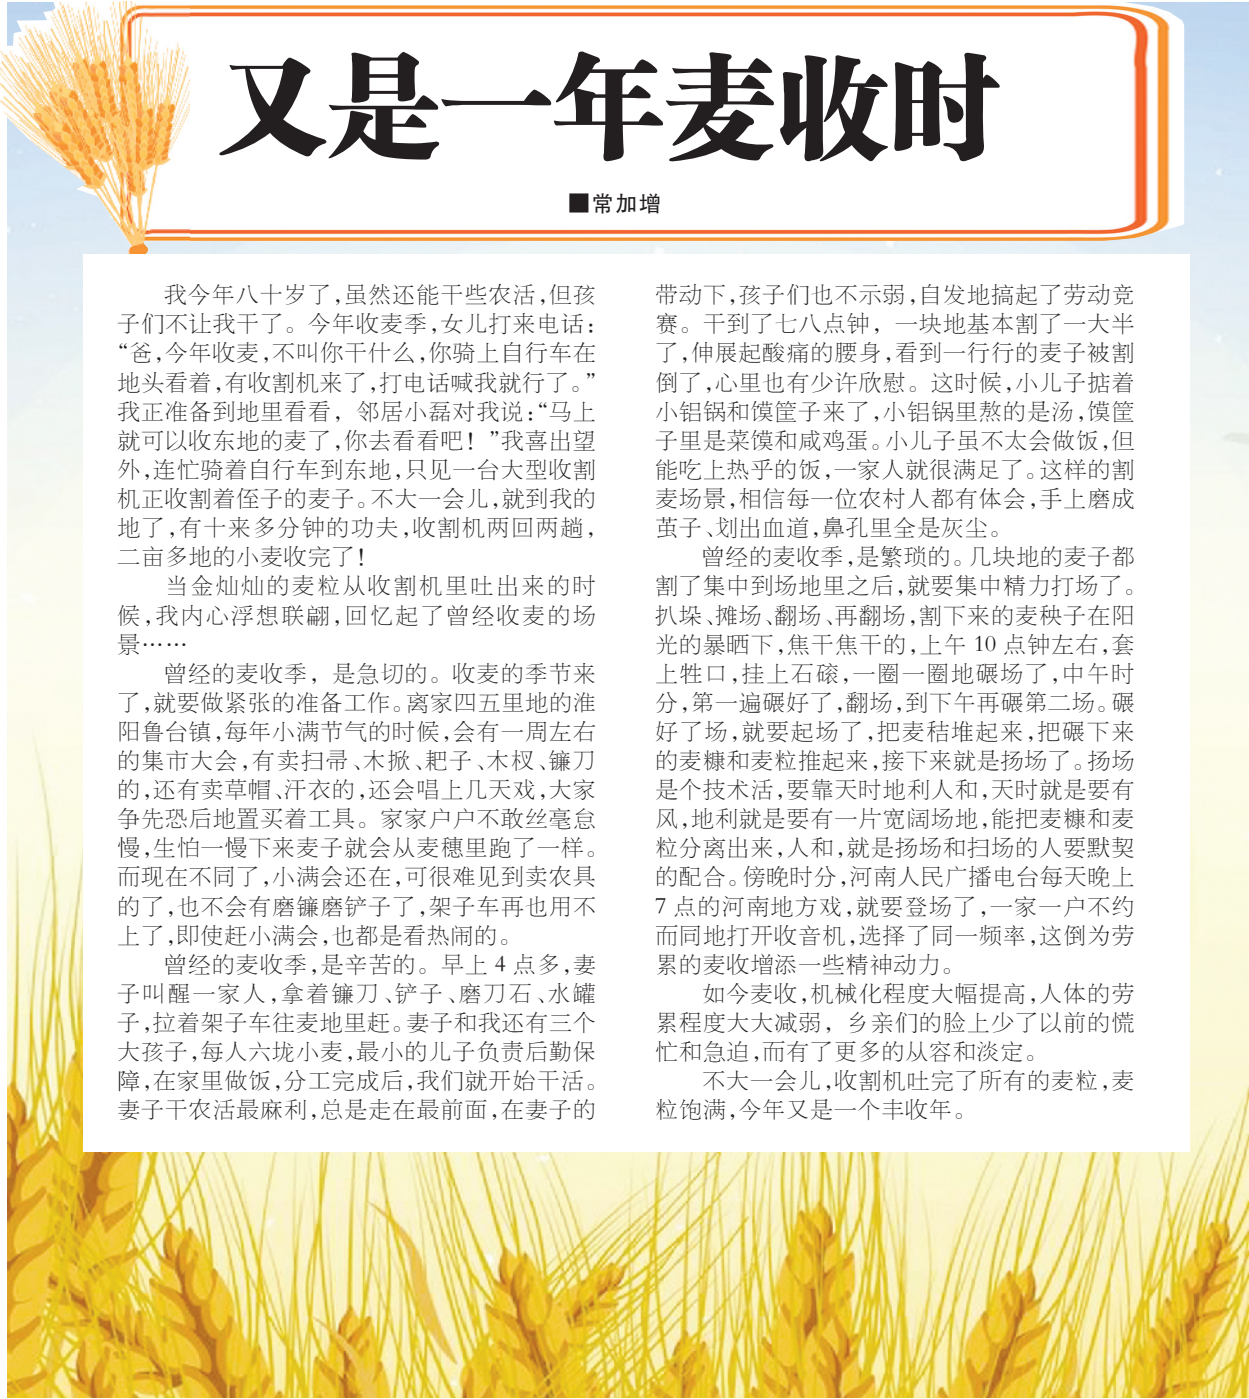 又是一年麦收时
■常加增
我今年八十岁了,虽然还能干些农活,但孩
子们不让我干了。今年收麦季,女儿打来电话:
“爸,今年收麦,不叫你干什么,你骑上自行车在
地头看着,有收割机来了,打电话喊我就行了。”
我正准备到地里看看，邻居小磊对我说:“马上
就可以收东地的麦了,你去看看吧！”我喜出望
外,连忙骑着自行车到东地,只见一台大型收割
机正收割着侄子的麦子。不大一会儿,就到我的
地了,有十来多分钟的功夫,收割机两回两趟,
二亩多地的小麦收完了!
当金灿灿的麦粒从收割机里吐出来的时
候,我内心浮想联翩,回忆起了曾经收麦的场
景……
曾经的麦收季，是急切的。收麦的季节来
了,就要做紧张的准备工作。离家四五里地的淮
阳鲁台镇,每年小满节气的时候,会有一周左右
的集市大会,有卖扫帚、木掀、耙子、木杈、镰刀
的,还有卖草帽、汗衣的,还会唱上几天戏,大家
争先恐后地置买着工具。家家户户不敢丝毫怠
慢,生怕一慢下来麦子就会从麦穗里跑了一样。
而现在不同了,小满会还在,可很难见到卖农具
的了,也不会有磨镰磨铲子了,架子车再也用不
上了,即使赶小满会,也都是看热闹的。
曾经的麦收季,是辛苦的。早上 4 点多,妻
子叫醒一家人,拿着镰刀、铲子、磨刀石、水罐
子,拉着架子车往麦地里赶。妻子和我还有三个
大孩子,每人六垅小麦,最小的儿子负责后勤保
障,在家里做饭,分工完成后,我们就开始干活。
妻子干农活最麻利,总是走在最前面,在妻子的
带动下,孩子们也不示弱,自发地搞起了劳动竞
赛。干到了七八点钟，一块地基本割了一大半
了,伸展起酸痛的腰身,看到一行行的麦子被割
倒了,心里也有少许欣慰。这时候,小儿子掂着
小铝锅和馍筐子来了,小铝锅里熬的是汤,馍筐
子里是菜馍和咸鸡蛋。小儿子虽不太会做饭,但
能吃上热乎的饭,一家人就很满足了。这样的割
麦场景,相信每一位农村人都有体会,手上磨成
茧子、划出血道,鼻孔里全是灰尘。
曾经的麦收季,是繁琐的。几块地的麦子都
割了集中到场地里之后,就要集中精力打场了。
扒垛、摊场、翻场、再翻场,割下来的麦秧子在阳
光的暴晒下,焦干焦干的,上午 10 点钟左右,套
上牲口,挂上石磙,一圈一圈地碾场了,中午时
分,第一遍碾好了,翻场,到下午再碾第二场。碾
好了场,就要起场了,把麦秸堆起来,把碾下来
的麦糠和麦粒推起来,接下来就是扬场了。扬场
是个技术活,要靠天时地利人和,天时就是要有
风,地利就是要有一片宽阔场地,能把麦糠和麦
粒分离出来,人和,就是扬场和扫场的人要默契
的配合。傍晚时分,河南人民广播电台每天晚上
7 点的河南地方戏,就要登场了,一家一户不约
而同地打开收音机,选择了同一频率,这倒为劳
累的麦收增添一些精神动力。
如今麦收,机械化程度大幅提高,人体的劳
累程度大大减弱，乡亲们的脸上少了以前的慌
忙和急迫,而有了更多的从容和淡定。
不大一会儿,收割机吐完了所有的麦粒,麦
粒饱满,今年又是一个丰收年。